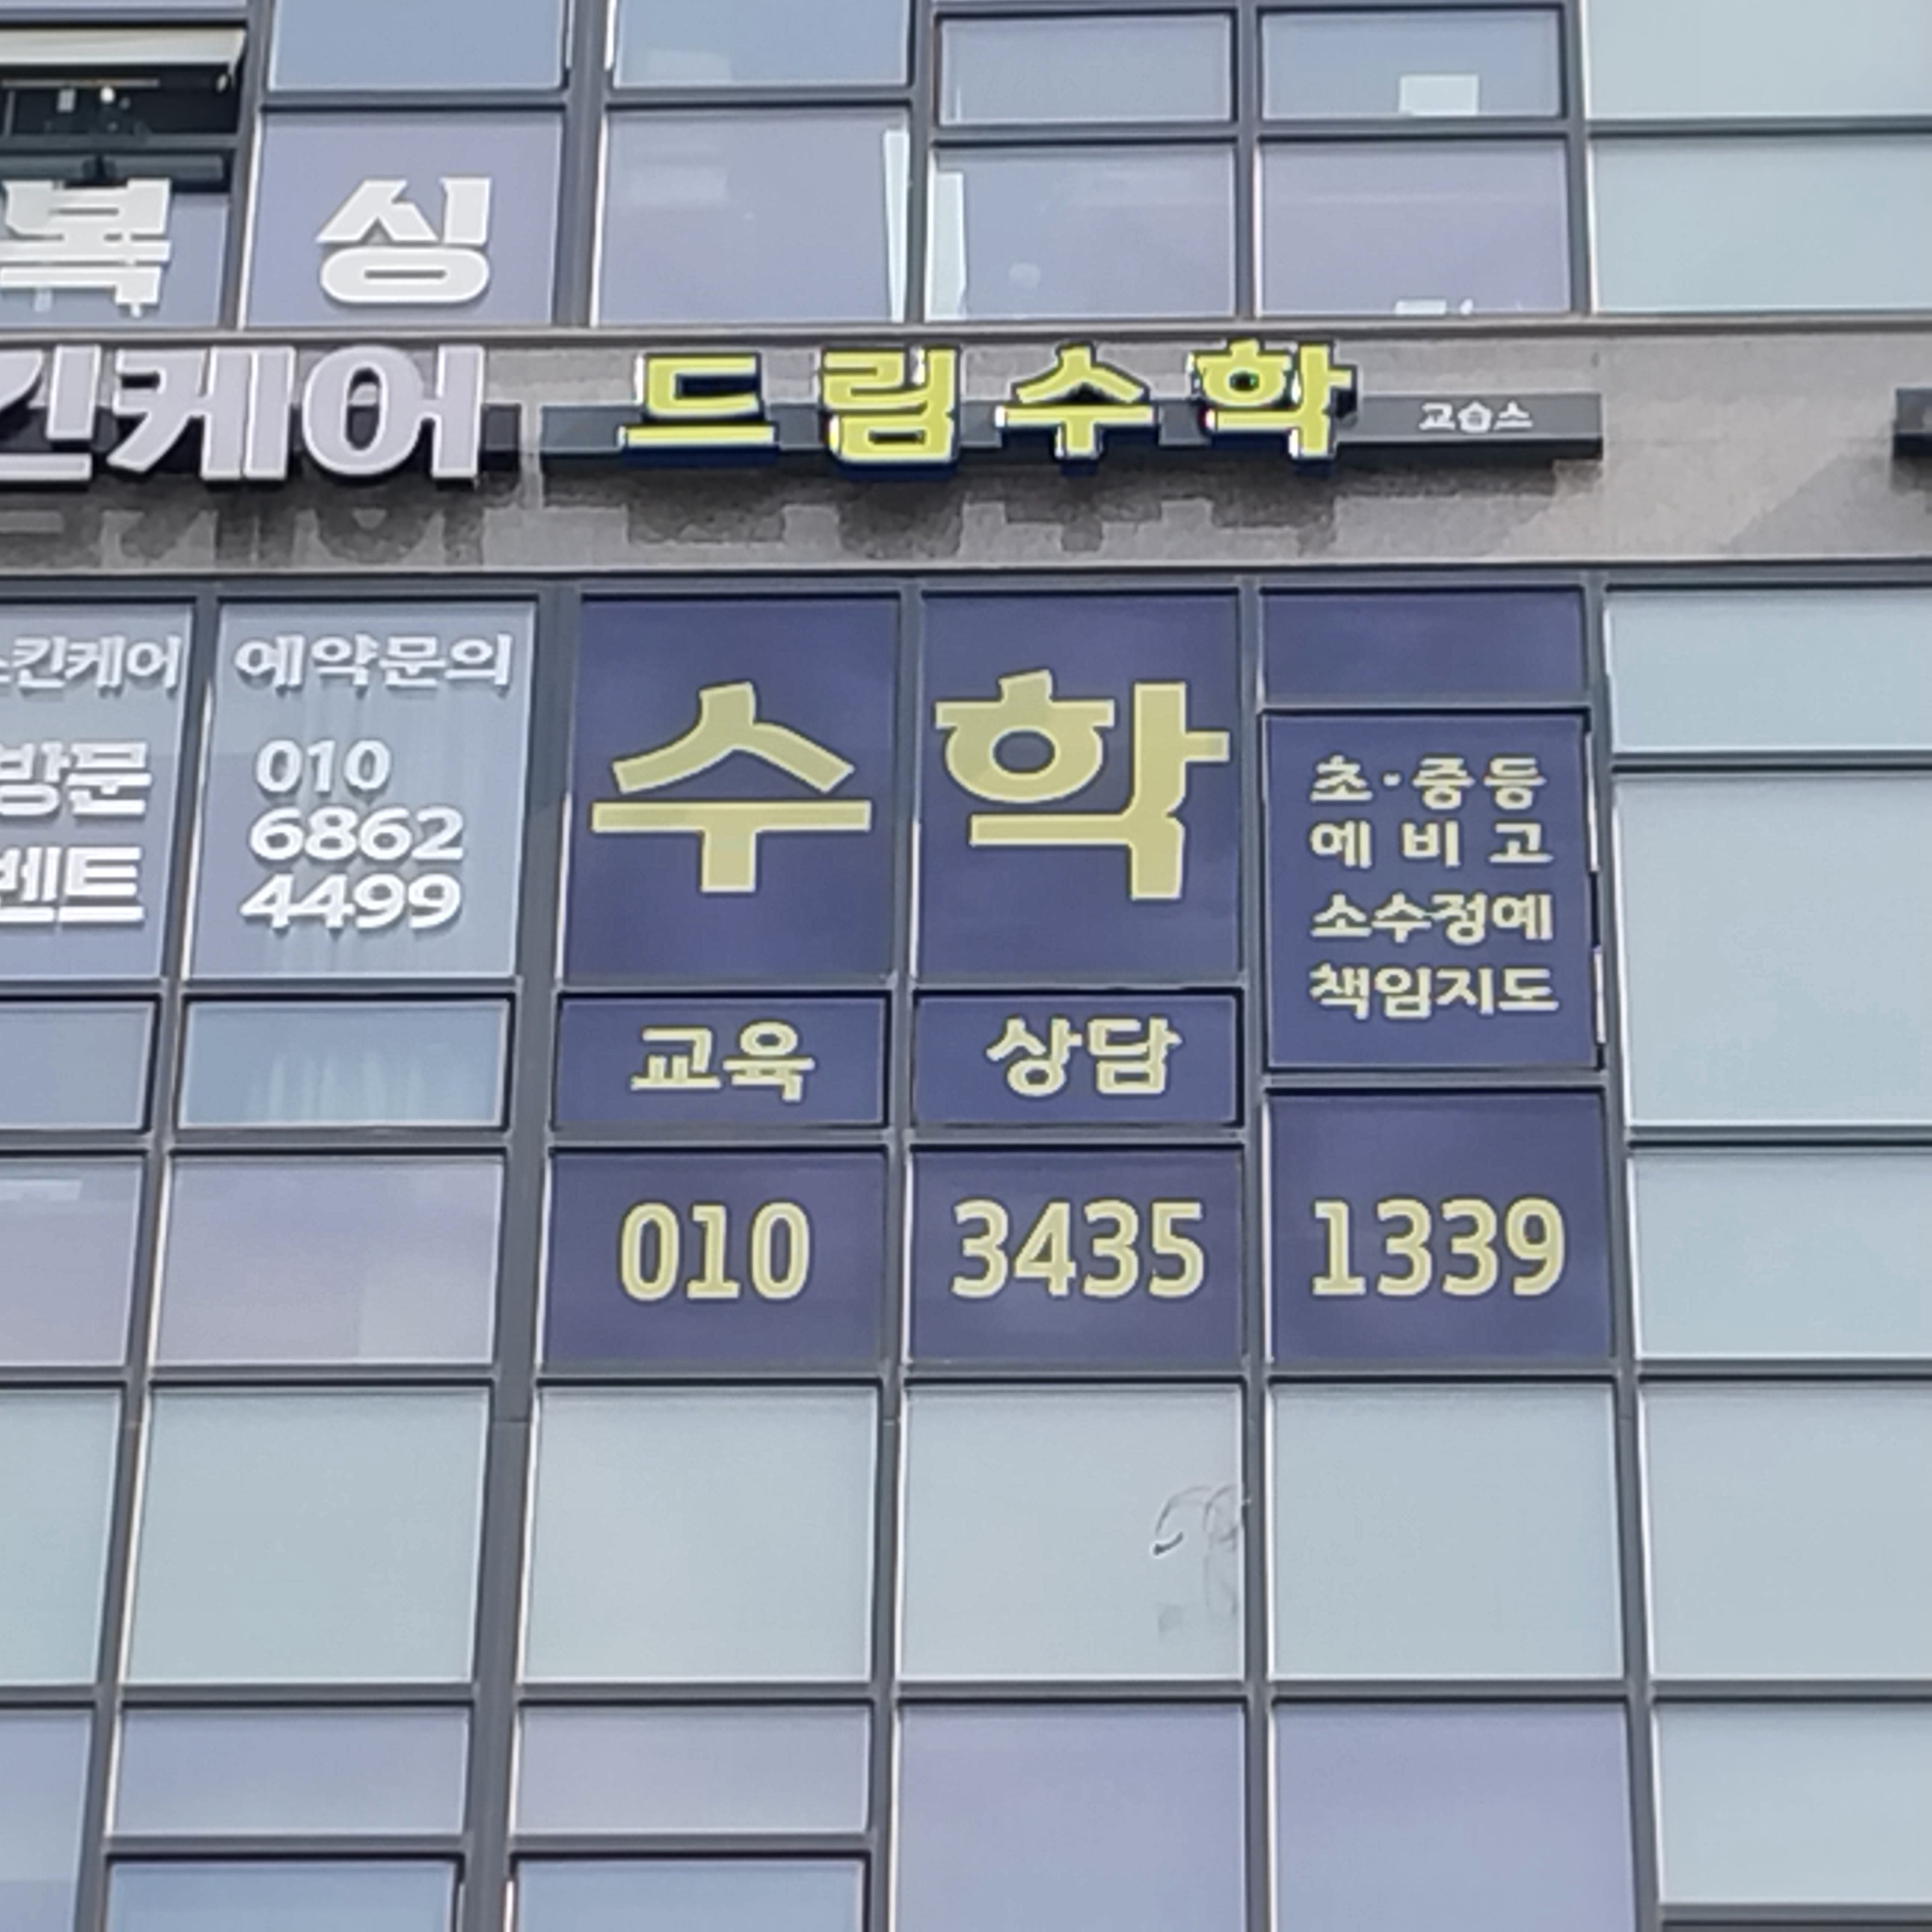 복싱
킨케어
드림수학 교습소
스킨케어
방문
예약문의
010
6862
4499
수학
초·중등
예비고
소수정예
책임지도
교육 상담
010 3435 1339